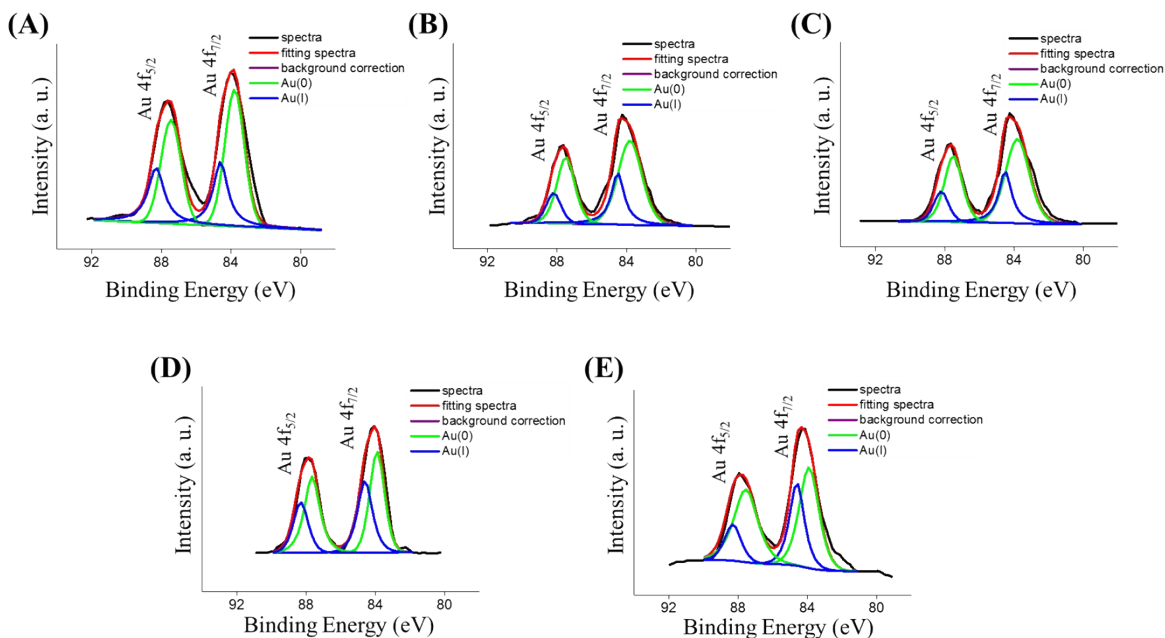 (A)
Au 4f5/2
Au 4f7/2
spectra
fitting spectra
background correction
Au(0)
Au(I)
Intensity (a. u.)
92 88 84 80
Binding Energy (eV)
(B)
Au 4f5/2
Au 4f7/2
spectra
fitting spectra
background correction
Au(0)
Au(I)
Intensity (a. u.)
92 88 84 80
Binding Energy (eV)
(C)
Au 4f5/2
Au 4f7/2
spectra
fitting spectra
background correction
Au(0)
Au(I)
Intensity (a. u.)
92 88 84 80
Binding Energy (eV)
(D)
Au 4f5/2
Au 4f7/2
spectra
fitting spectra
background correction
Au(0)
Au(I)
Intensity (a. u.)
92 88 84 80
Binding Energy (eV)
(E)
Au 4f5/2
Au 4f7/2
spectra
fitting spectra
background correction
Au(0)
Au(I)
Intensity (a. u.)
92 88 84 80
Binding Energy (eV)